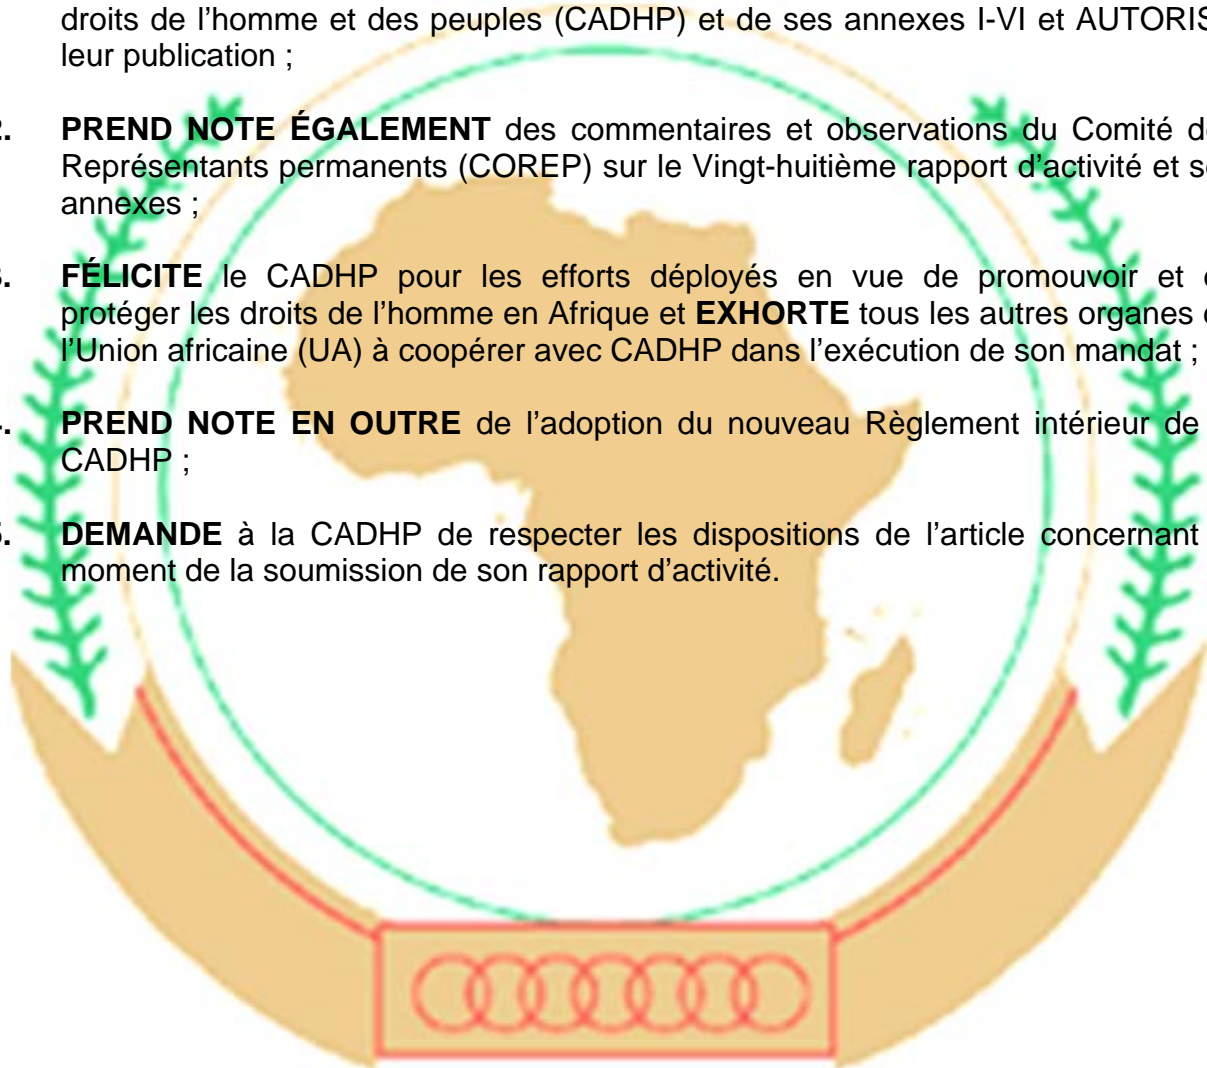 droits de l’homme et des peuples (CADHP) et de ses annexes I-VI et AUTORIS
leur publication ;
2. PREND NOTE ÉGALEMENT des commentaires et observations du Comité d
Représentants permanents (COREP) sur le Vingt-huitième rapport d’activité et s
annexes ;
3. FÉLICITE le CADHP pour les efforts déployés en vue de promouvoir et
protéger les droits de l’homme en Afrique et EXHORTE tous les autres organes
l’Union africaine (UA) à coopérer avec CADHP dans l’exécution de son mandat ;
4. PREND NOTE EN OUTRE de l’adoption du nouveau Règlement intérieur de
CADHP ;
5. DEMANDE à la CADHP de respecter les dispositions de l’article concernant
moment de la soumission de son rapport d’activité.